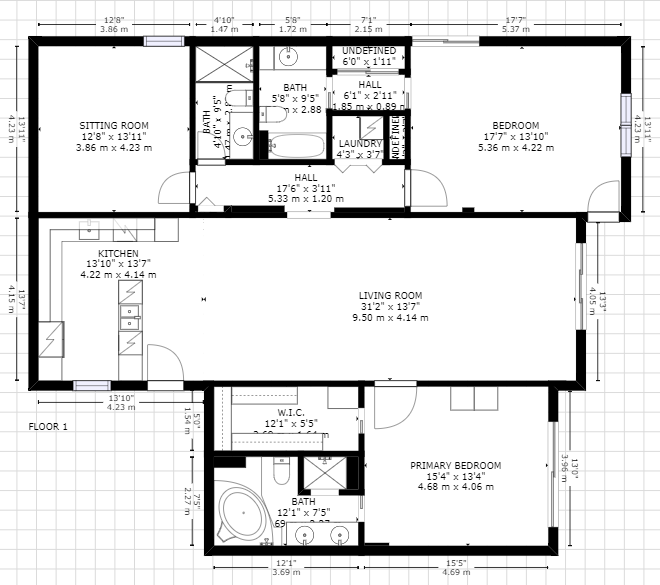 12'8"
3.86 m
4'10"
1.47 m
5'8"
1.72 m
7'1"
2.15 m
17'7"
5.37 m
13'11"
4.23 m
SITTING ROOM
12'8" x 13'11"
3.86 m x 4.23 m
BATH
4'10" x 9'5"
BATH
5'8" x 9'5"
m x 2.88
UNDEFINED
6'0" x 1'11"
HALL
6'1" x 2'11"
1.85 m x 0.89 m
LAUNDRY
4'3" x 3'7"
BEDROOM
17'7" x 13'10"
5.36 m x 4.22 m
13'11"
4.23 m
HALL
17'6" x 3'11"
5.33 m x 1.20 m
13'7"
4.15 m
KITCHEN
13'10" x 13'7"
4.22 m x 4.14 m
LIVING ROOM
31'2" x 13'7"
9.50 m x 4.14 m
13'3"
4.05 m
13'10"
4.23 m
FLOOR 1
5'0"
1.54 m
W.I.C.
12'1" x 5'5"
PRIMARY BEDROOM
15'4" x 13'4"
4.68 m x 4.06 m
13'0"
3.96 m
7'5"
2.27 m
BATH
12'1" x 7'5"
12'1"
3.69 m
15'5"
4.69 m